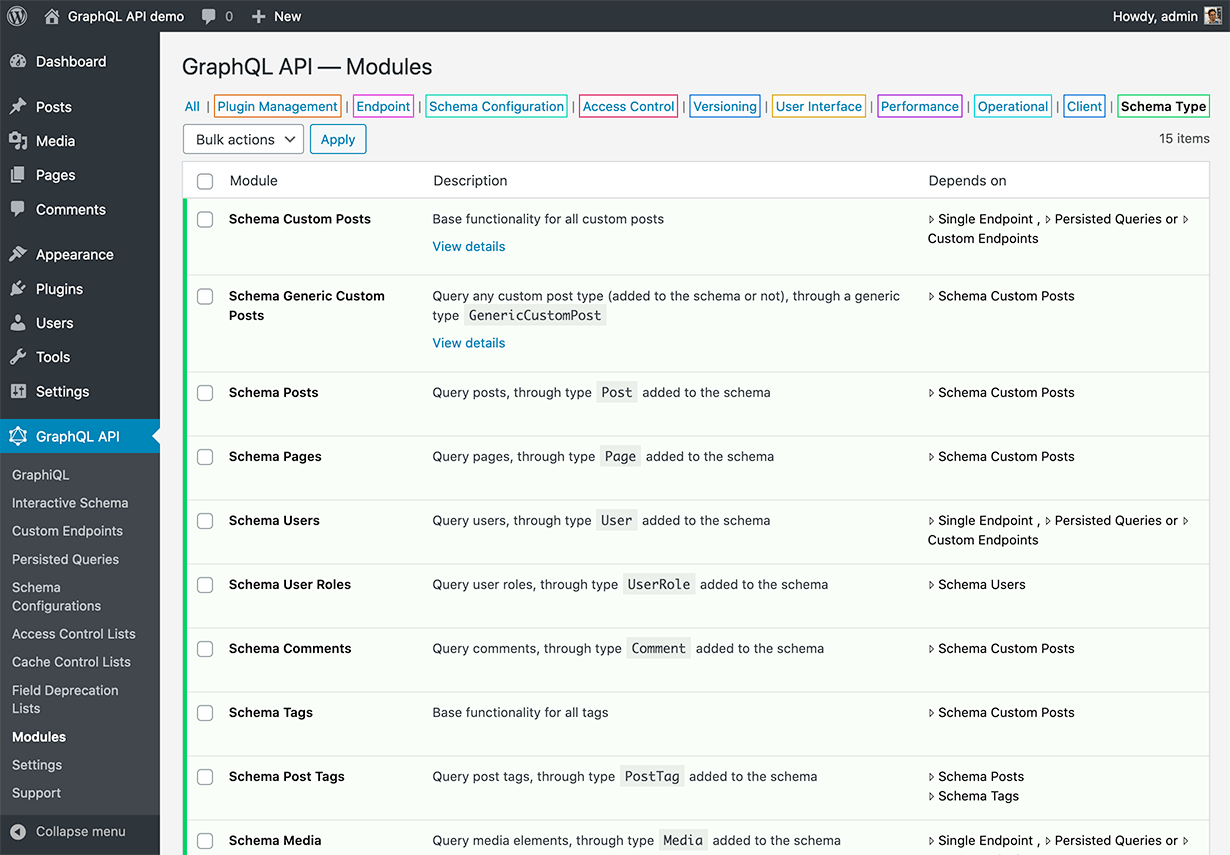 GraphQL API demo 0 New Howdy, admin
Dashboard
Posts
Media
Pages
Comments
Appearance
Plugins
Users
Tools
Settings
GraphQL API
GraphiQL
Interactive Schema
Custom Endpoints
Persisted Queries
Schema
Configurations
Access Control Lists
Cache Control Lists
Field Deprecation
Lists
Modules
Settings
Support
Collapse menu
GraphQL API — Modules
All | Plugin Management | Endpoint | Schema Configuration | Access Control | Versioning | User Interface | Performance | Operational | Client | Schema Type
Bulk actions Apply 15 items
Module Description Depends on
Schema Custom Posts Base functionality for all custom posts ▹ Single Endpoint , ▹ Persisted Queries or ▹
Custom Endpoints
View details
Schema Generic Custom Query any custom post type (added to the schema or not), through a generic ▹ Schema Custom Posts
Posts type GenericCustomPost
View details
Schema Posts Query posts, through type Post added to the schema ▹ Schema Custom Posts
Schema Pages Query pages, through type Page added to the schema ▹ Schema Custom Posts
Schema Users Query users, through type User added to the schema ▹ Single Endpoint , ▹ Persisted Queries or ▹
Custom Endpoints
Schema User Roles Query user roles, through type UserRole added to the schema ▹ Schema Users
Schema Comments Query comments, through type Comment added to the schema ▹ Schema Custom Posts
Schema Tags Base functionality for all tags ▹ Schema Custom Posts
Schema Post Tags Query post tags, through type PostTag added to the schema ▹ Schema Posts
▹ Schema Tags
Schema Media Query media elements, through type Media added to the schema ▹ Single Endpoint , ▹ Persisted Queries or ▹